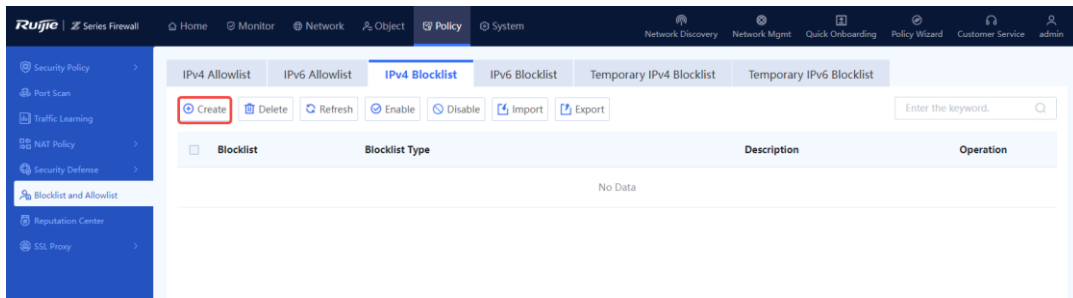 Ruijie | Z Series Firewall
Home Monitor Network Object Policy System
Network Discovery Network Mgmt Quick Onboarding Policy Wizard Customer Service admin
Security Policy
Port Scan
Traffic Learning
NAT Policy
Security Defense
Blocklist and Allowlist
Reputation Center
SSL Proxy
IPv4 Allowlist IPv6 Allowlist IPv4 Blocklist IPv6 Blocklist Temporary IPv4 Blocklist Temporary IPv6 Blocklist
Create Delete Refresh Enable Disable Import Export Enter the keyword.
Blocklist Blocklist Type Description Operation
No Data